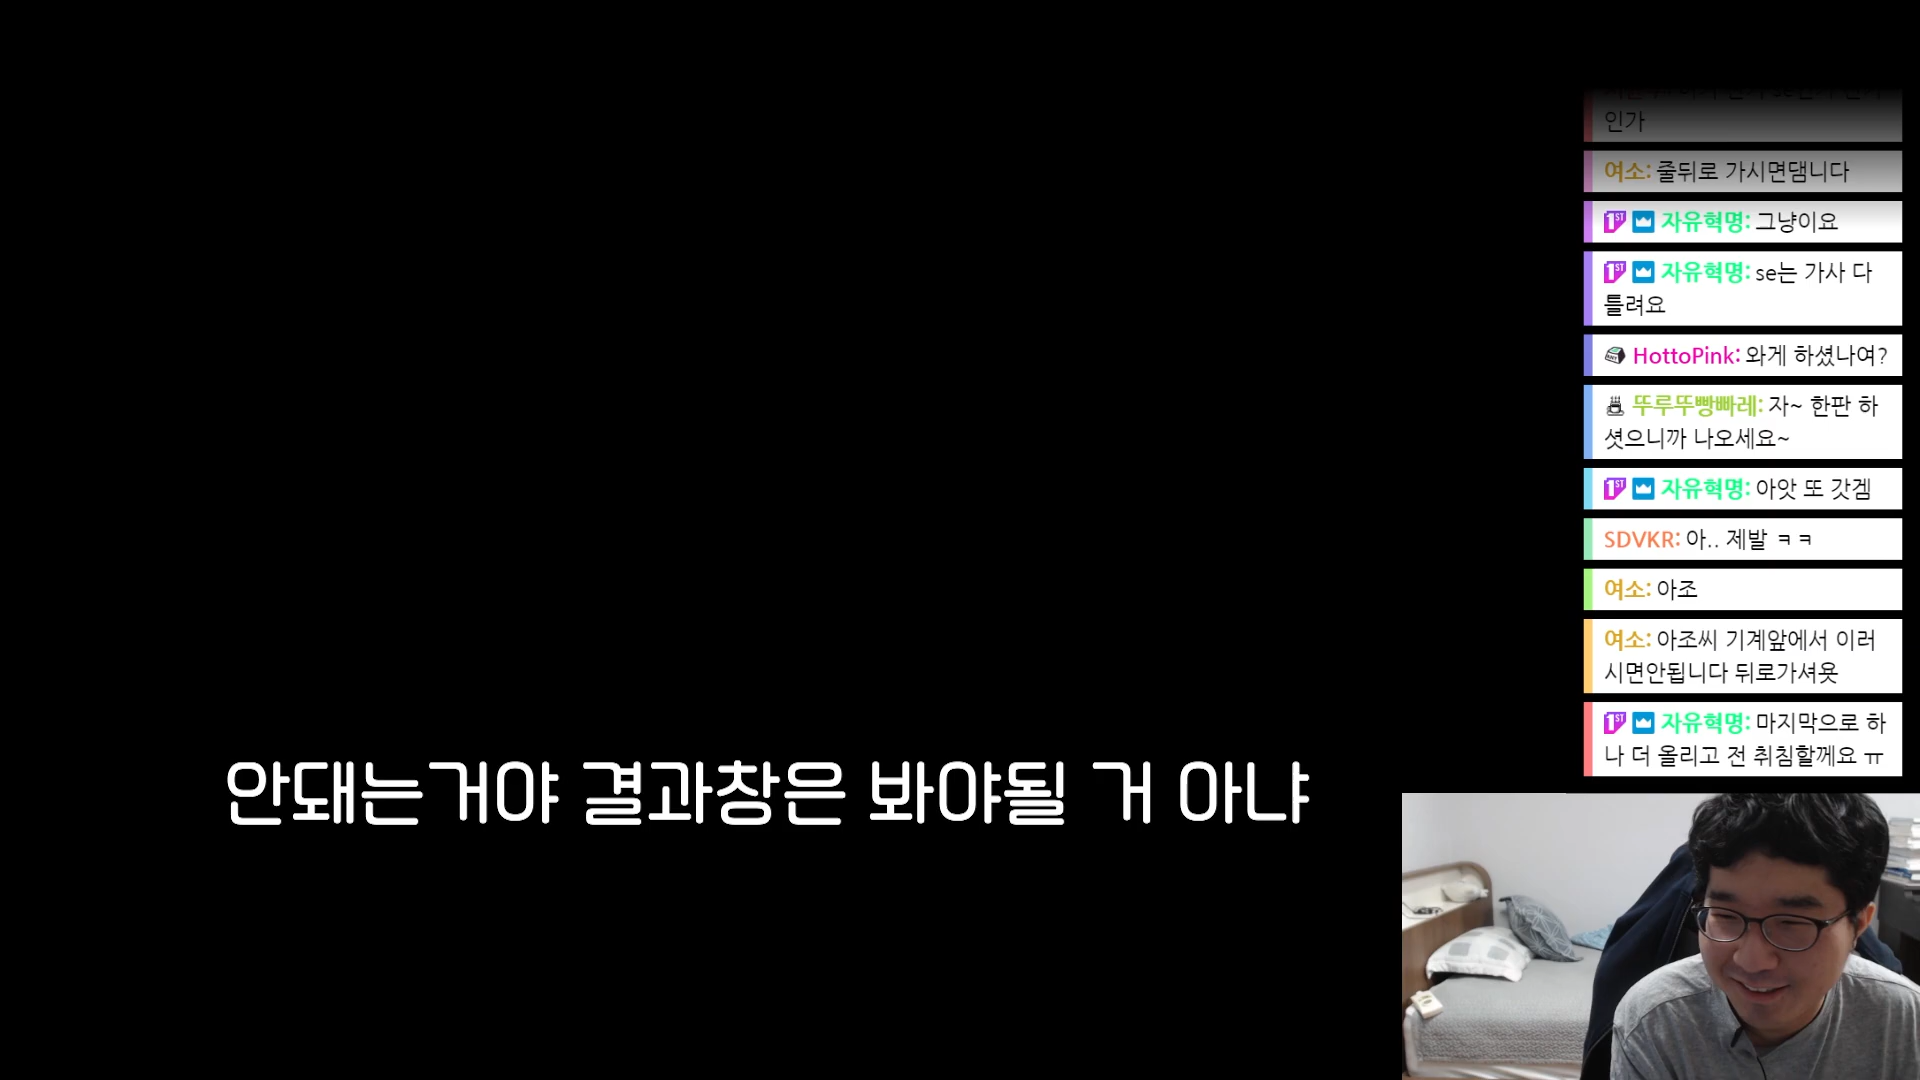 인가
여소: 줄뒤로 가시면댐니다
자유혁명: 그냥이요
자유혁명: se는 가사 다
틀려요
HottoPink: 와게 하셨나여?
뚜루뚜빵빠레: 자~ 한판 하
셧으니까 나오세요~
자유혁명: 아앗 또 갓겜
SDVKR: 아.. 제발 ㅋㅋ
여소: 아조
여소: 아조씨 기계앞에서 이러
시면안됩니다 뒤로가셔욧
자유혁명: 마지막으로 하
나 더 올리고 전 취침할께요 ㅠ
안돼는거야 결과창은 봐야될 거 아냐